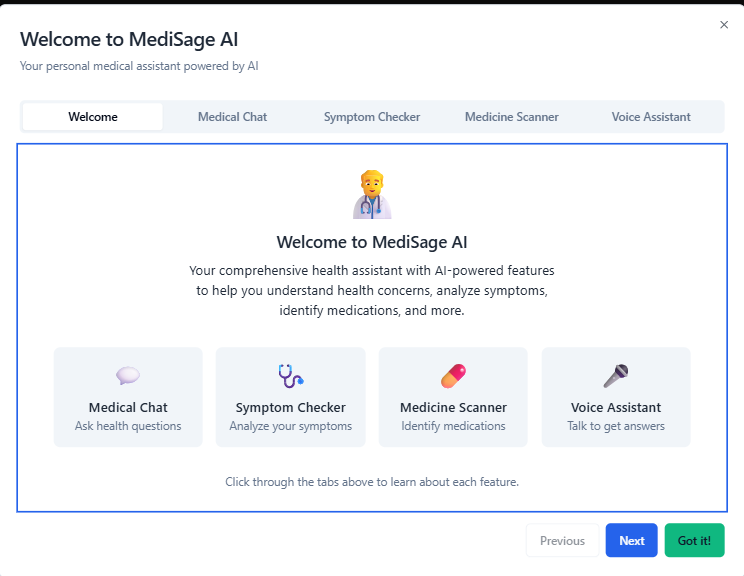 Welcome to MediSage AI
Your personal medical assistant powered by AI
Welcome
Medical Chat
Symptom Checker
Medicine Scanner
Voice Assistant
Welcome to MediSage AI
Your comprehensive health assistant with AI-powered features
to help you understand health concerns, analyze symptoms,
identify medications, and more.
Medical Chat
Ask health questions
Symptom Checker
Analyze your symptoms
Medicine Scanner
Identify medications
Voice Assistant
Talk to get answers
Click through the tabs above to learn about each feature.
Previous
Next
Got it!